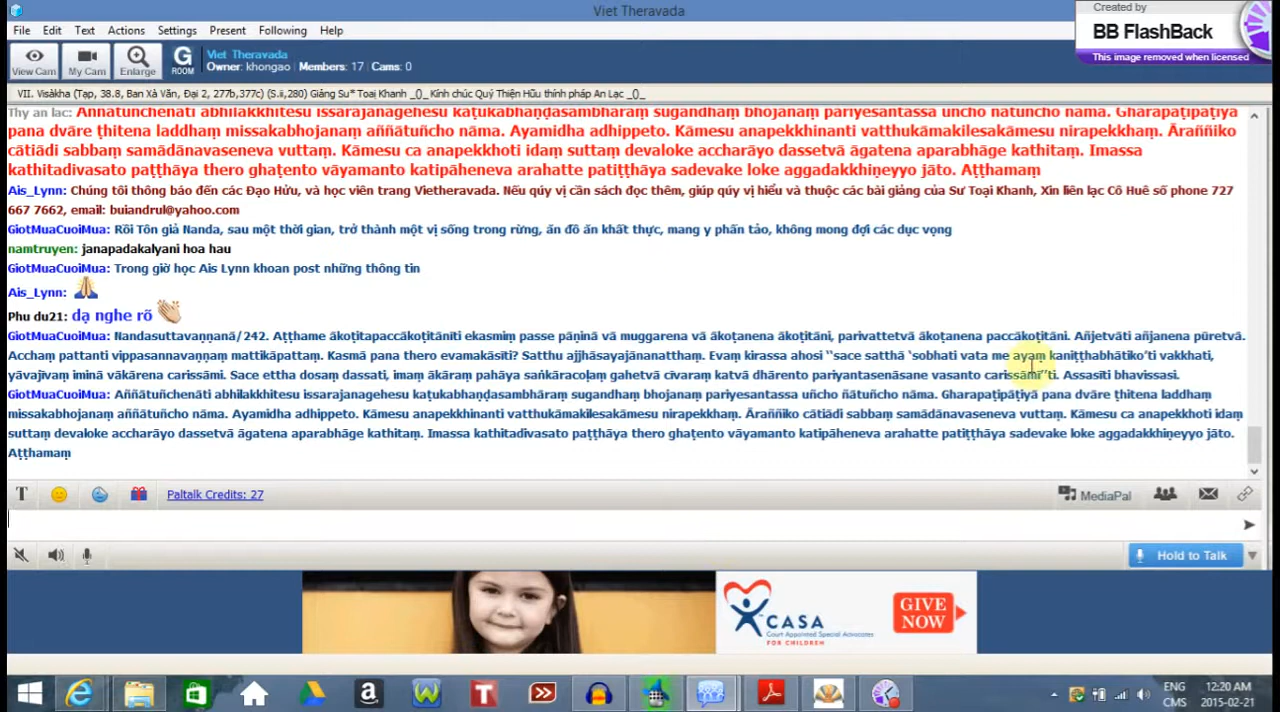 Viet Theravada
Created by
BB FlashBack
This image removed when licensed
File Edit Text Actions Settings Present Following Help
View Cam My Cam Enlarge G ROOM
Viet Theravada
Owner: khongao Members: 17 Cams: 0
VII. Visàkha (Tạp, 38.8, Ban Xà Văn, Đại 2, 277b,377c) (S.ii,280) Giảng Sư* Toaị Khanh _()_ Kính chúc Quý Thiện Hữu thính pháp An Lạc _()_
Thy an lac: Aññātuñchenāti abhilakkhitesu issarajanagehesu kaṭukabhaṇḍasambhāraṃ sugandhaṃ bhojanaṃ pariyesantassa uñcho ñātuñcho nāma. Gharapaṭipāṭiyā
pana dvāre ṭhitena laddhaṃ missakabhojanaṃ aññātuñcho nāma. Ayamidha adhippeto. Kāmesu anapekkhinanti vatthukāmakilesakāmesu nirapekkhaṃ. Āraññiko
cātiādi sabbaṃ samādānavaseneva vuttaṃ. Kāmesu ca anapekkhoti idaṃ suttaṃ devaloke accharāyo dassetvā āgatena aparabhāge kathitaṃ. Imassa
kathitadivasato paṭṭhāya thero ghaṭento vāyamanto katipāheneva arahatte patiṭṭhāya sadevake loke aggadakkhiṇeyyo jāto. Aṭṭhamaṃ
Ais_Lynn: Chúng tôi thông báo đến các Đạo Hửu, và học viên trang Vietheravada. Nếu qúy vị cần sách đọc thêm, giúp qúy vị hiểu và thuộc các bài giảng của Sư Toại Khanh, Xin liên lạc Cô Huê số phone 727
667 7662, email: buiandrul@yahoo.com
GiotMuaCuoiMua: Rồi Tôn giả Nanda, sau một thời gian, trở thành một vị sống trong rừng, ăn đồ ăn khất thực, mang y phấn tảo, không mong đợi các dục vọng
namtruyen: janapadakalyani hoa hau
GiotMuaCuoiMua: Trong giờ học Ais Lynn khoan post những thông tin
Ais_Lynn:
Phu du21: dạ nghe rõ
GiotMuaCuoiMua: Nandasuttavaṇṇanā/242. Aṭṭhame ākoṭitapaccākoṭitānīti ekasmiṃ passe pāṇinā vā muggarena vā ākoṭanena ākoṭitāni, parivattetvā ākoṭanena paccākoṭitāni. Añjetvāti añjanena pūretvā.
Acchaṃ pattanti vippasannavaṇṇaṃ mattikāpattaṃ. Kasmā pana thero evamakāsīti? Satthu ajjhāsayajānanatthaṃ. Evaṃ kirassa ahosi ‘‘sace satthā ‘sobhati vata me ayaṃ kaniṭṭhabhātiko’ti vakkhati,
yāvajīvaṃ iminā vākārena carissāmi. Sace ettha dosaṃ dassati, imaṃ ākāraṃ pahāya saṅkāracoḷaṃ gahetvā cīvaraṃ katvā dhārento pariyantasenāsane vasanto carissāmī’’ti. Assasīti bhavissasi.
GiotMuaCuoiMua: Aññātuñchenāti abhilakkhitesu issarajanagehesu kaṭukabhaṇḍasambhāraṃ sugandhaṃ bhojanaṃ pariyesantassa uñcho ñātuñcho nāma. Gharapaṭipāṭiyā pana dvāre ṭhitena laddhaṃ
missakabhojanaṃ aññātuñcho nāma. Ayamidha adhippeto. Kāmesu anapekkhinanti vatthukāmakilesakāmesu nirapekkhaṃ. Āraññiko cātiādi sabbaṃ samādānavaseneva vuttaṃ. Kāmesu ca anapekkhoti idaṃ
suttaṃ devaloke accharāyo dassetvā āgatena aparabhāge kathitaṃ. Imassa kathitadivasato paṭṭhāya thero ghaṭento vāyamanto katipāheneva arahatte patiṭṭhāya sadevake loke aggadakkhiṇeyyo jāto.
Aṭṭhamaṃ
T Paltalk Credits: 27 MediaPal
Hold to Talk
CASA
Court Appointed Special Advocates
FOR CHILDREN
GIVE
NOW
ENG 12:20 AM
CMS 2015-02-21